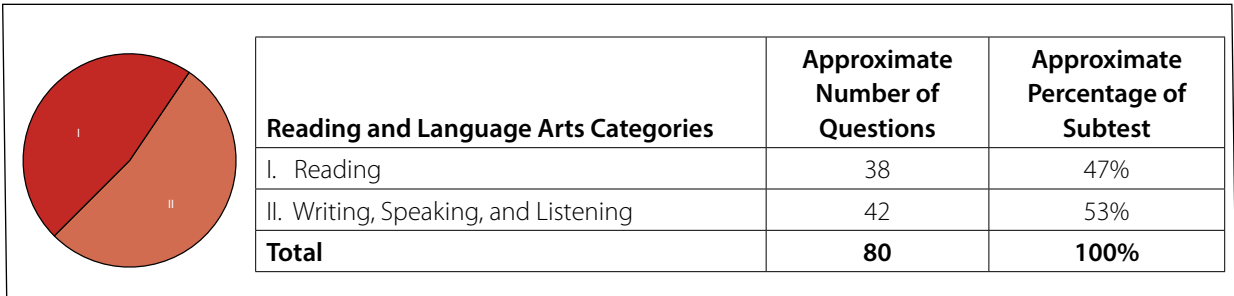 I
II
Reading and Language Arts Categories
Approximate
Number of
Questions
Approximate
Percentage of
Subtest
I. Reading
38
47%
II. Writing, Speaking, and Listening
42
53%
Total
80
100%